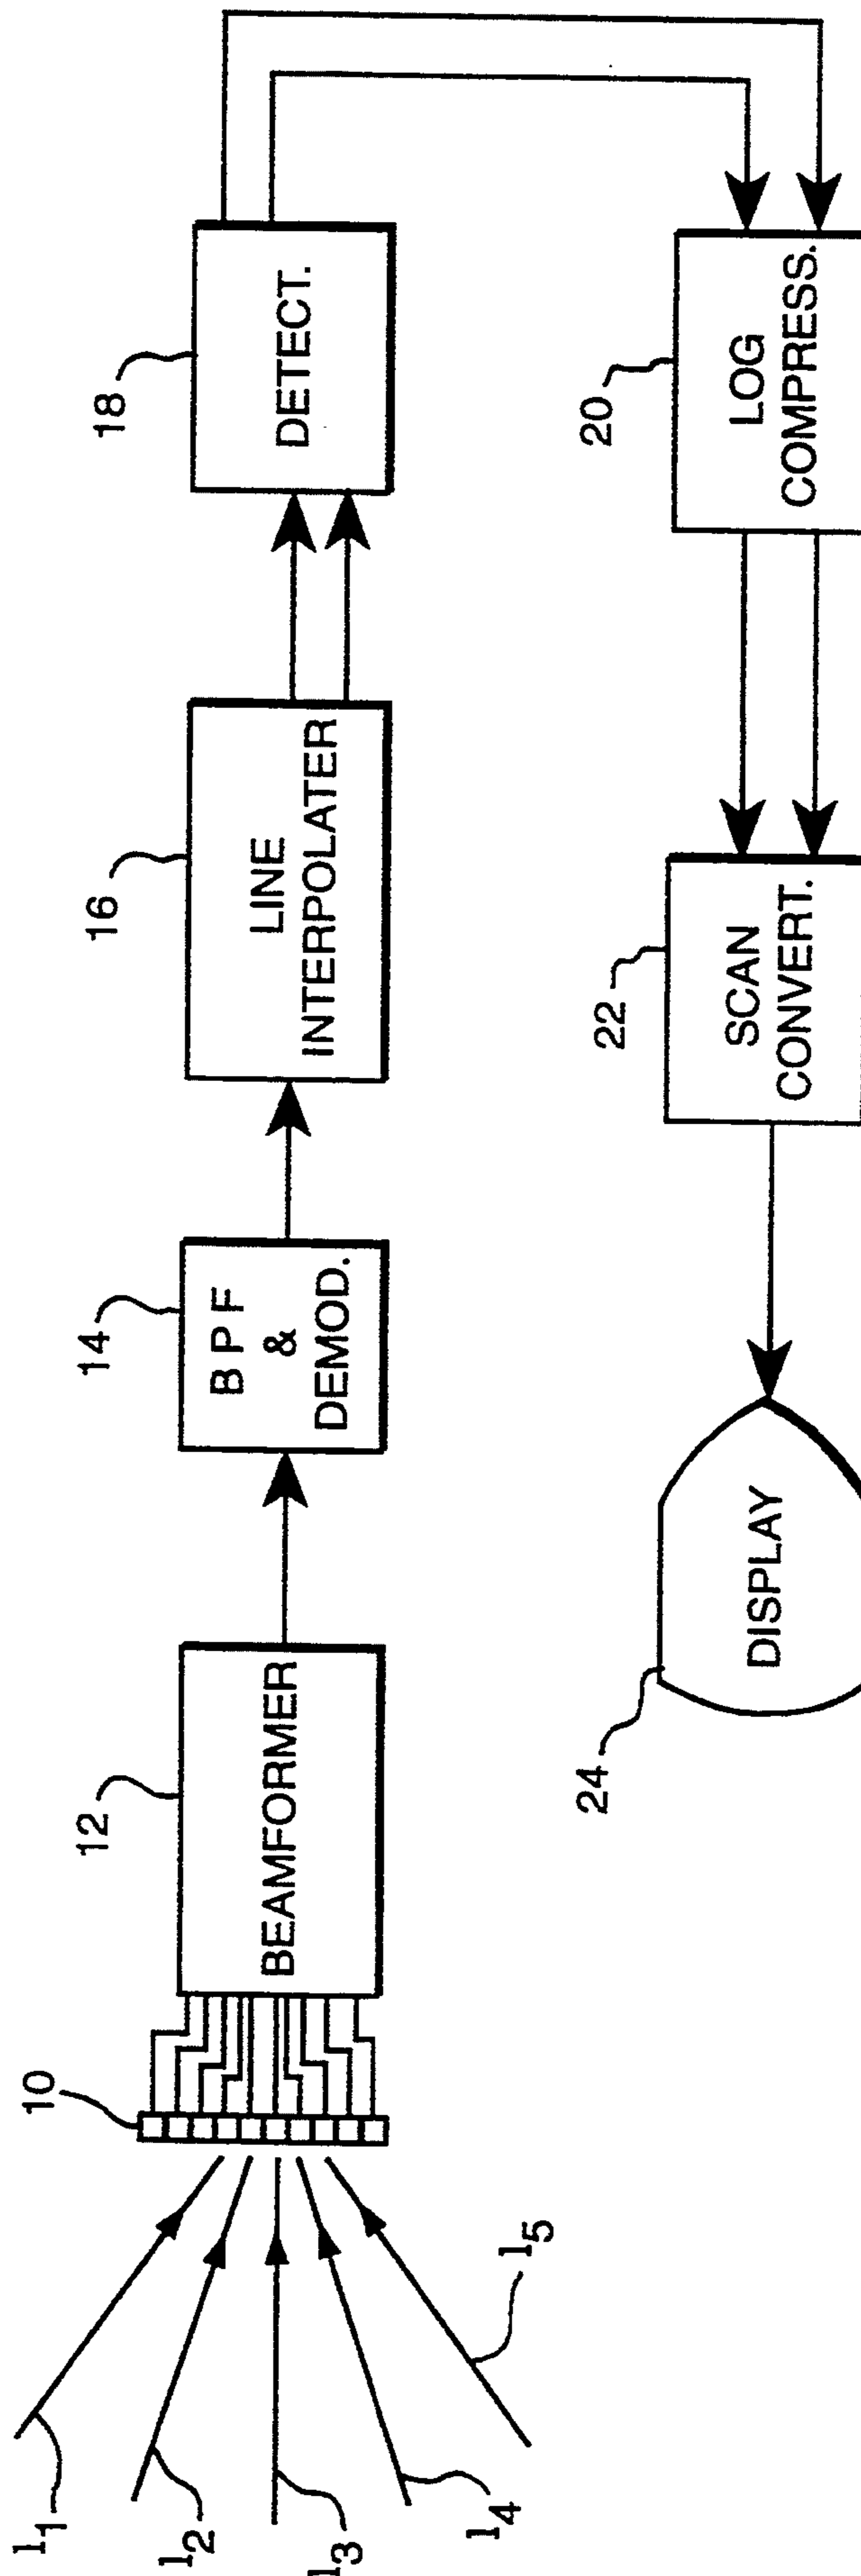 10
12
14
16
18
BEAMFORMER
B P F
&
DEMOD.
LINE
INTERPOLATER
DETECT.
l1
l2
l3
l4
l5
24
22
20
DISPLAY
SCAN
CONVERT.
LOG
COMPRESS.